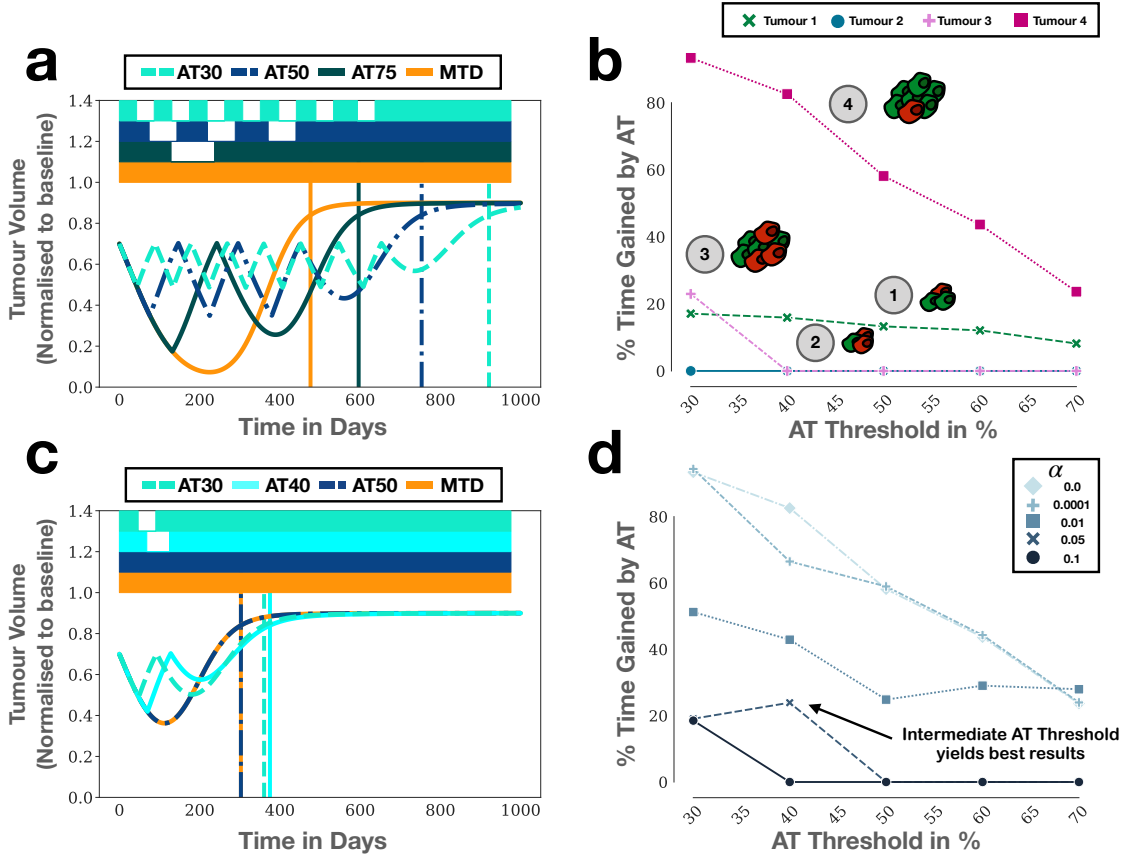 a
AT30 AT50 AT75 MTD
Tumour Volume
(Normalised to baseline)
1.4
1.2
1.0
0.8
0.6
0.4
0.2
0.0
0 200 400 600 800 1000
Time in Days
Tumour 1 Tumour 2 Tumour 3 Tumour 4
b
% Time Gained by AT
80
60
40
20
0
4
3
1
2
30 35 40 45 50 55 60 65 70
AT Threshold in %
c
AT30 AT40 AT50 MTD
Tumour Volume
(Normalised to baseline)
1.4
1.2
1.0
0.8
0.6
0.4
0.2
0.0
0 200 400 600 800 1000
Time in Days
d
% Time Gained by AT
80
60
40
20
0
α
0.0
0.0001
0.01
0.05
0.1
Intermediate AT Threshold
yields best results
30 35 40 45 50 55 60 65 70
AT Threshold in %